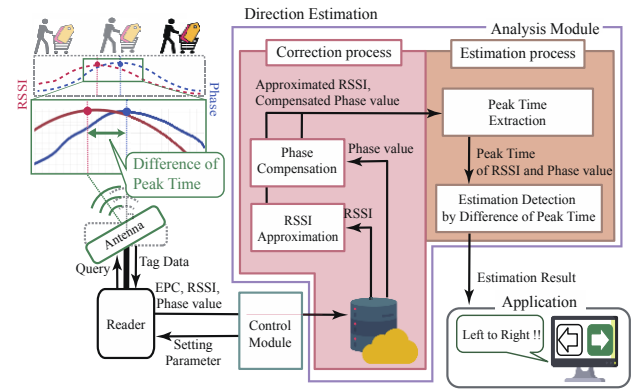 Direction Estimation
Analysis Module
Correction process
Estimation process
RSSI
Phase
Approximated RSSI,
Compensated Phase value
Peak Time
Extraction
Difference of
Peak Time
Phase
Compensation
Phase value
Peak Time
of RSSI and Phase value
RSSI
Approximation
RSSI
Estimation Detection
by Difference of Peak Time
Antenna
Query
Tag Data
EPC, RSSI,
Phase value
Estimation Result
Reader
Control
Module
Setting
Parameter
Application
Left to Right !!